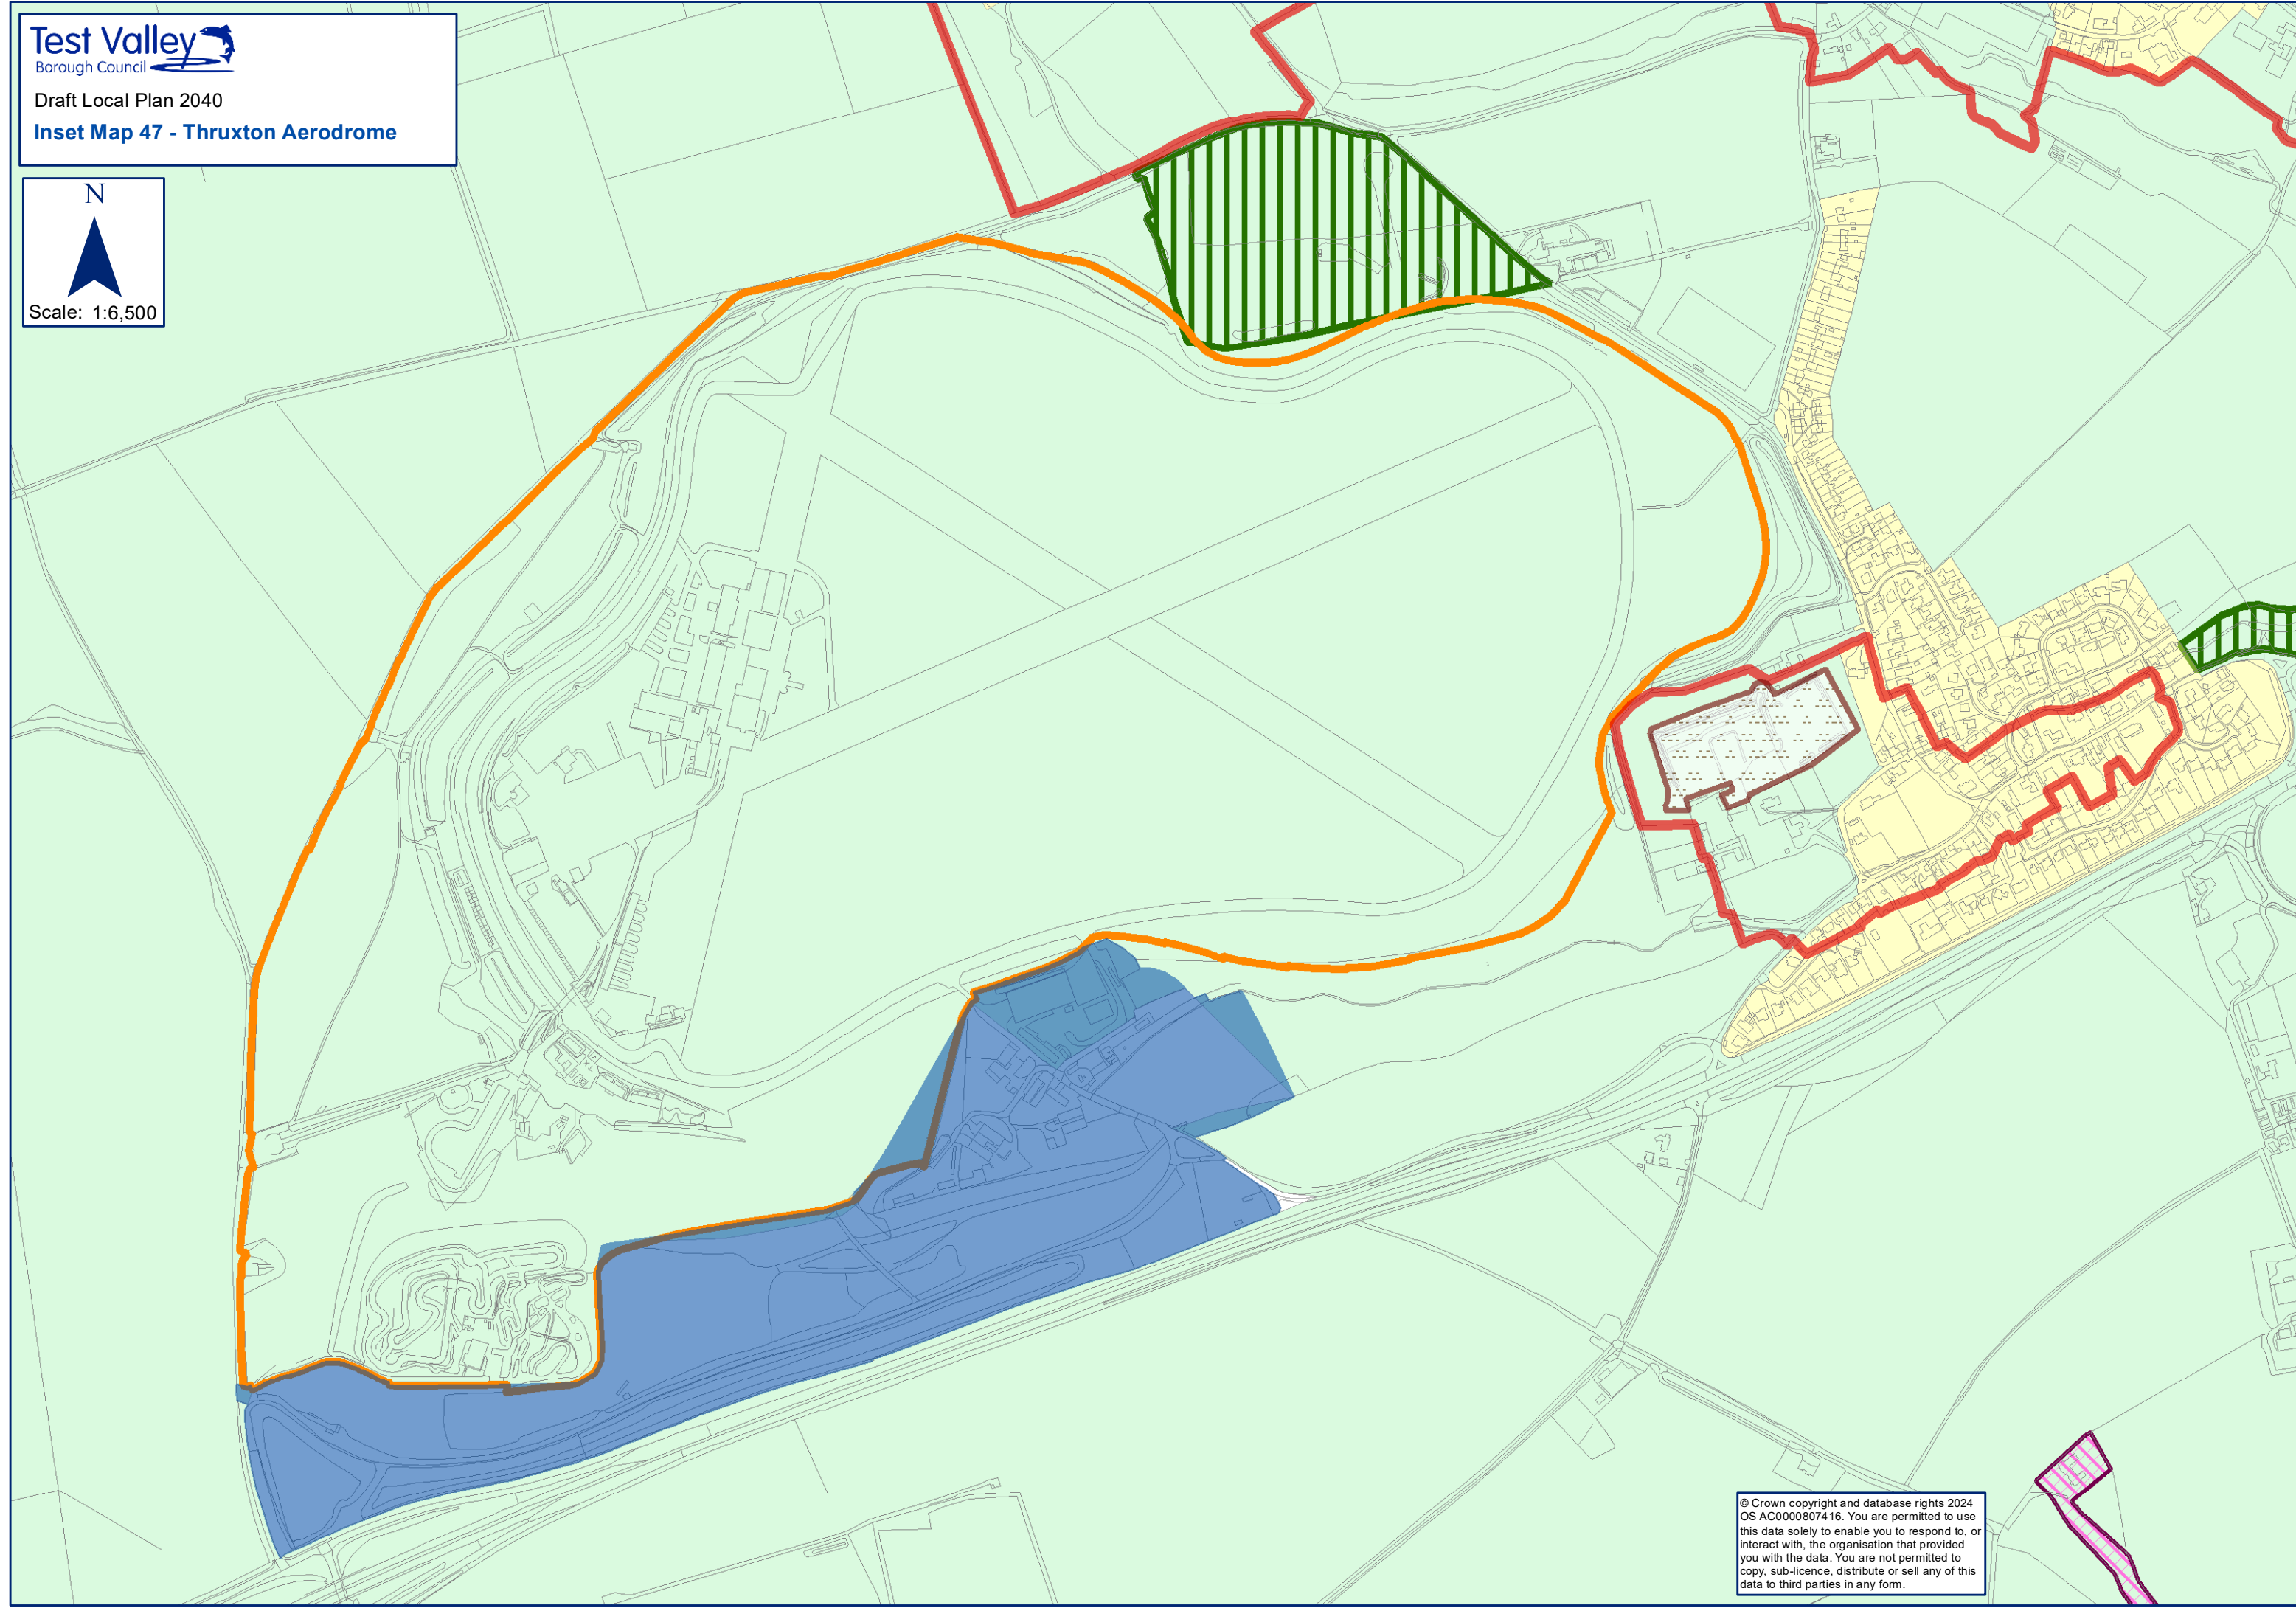 Test Valley
Borough Council
Draft Local Plan 2040
Inset Map 47 - Thruxton Aerodrome
N
Scale: 1:6,500
© Crown copyright and database rights 2024
OS AC0000807416. You are permitted to use
this data solely to enable you to respond to, or
interact with, the organisation that provided
you with the data. You are not permitted to
copy, sub-licence, distribute or sell any of this
data to third parties in any form.